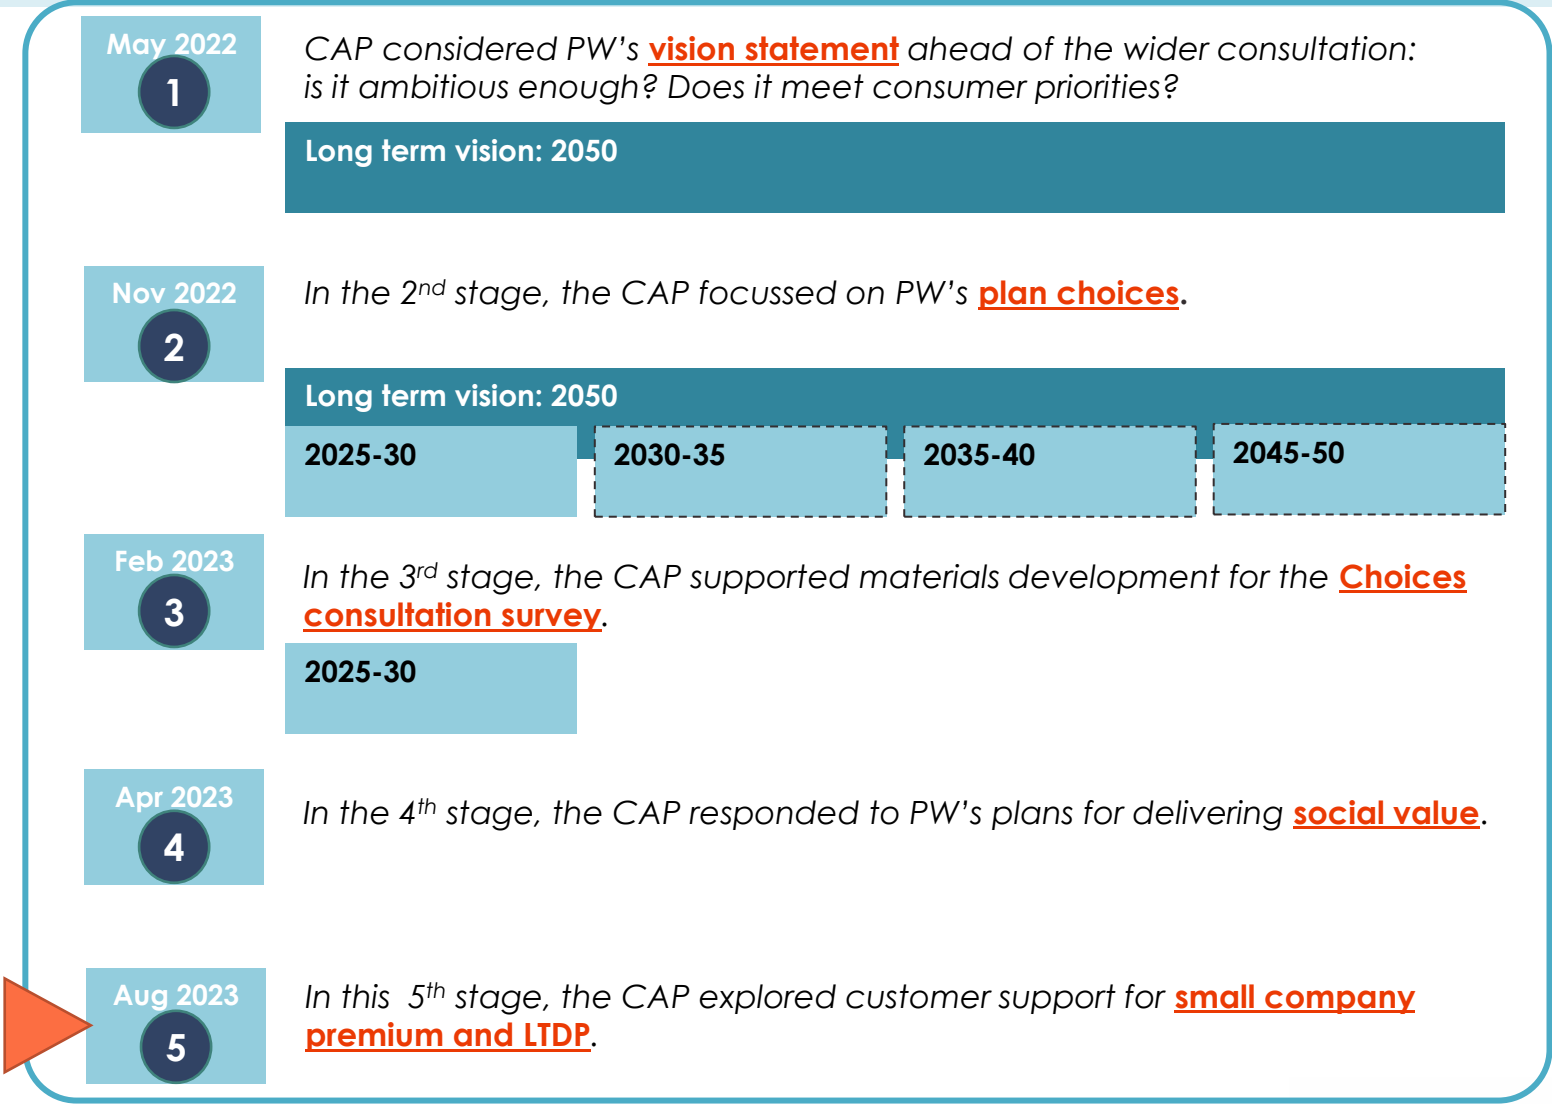 May 2022
1
CAP considered PW’s vision statement ahead of the wider consultation:
is it ambitious enough? Does it meet consumer priorities?
Long term vision: 2050
Nov 2022
2
In the 2nd stage, the CAP focussed on PW’s plan choices.
Long term vision: 2050
2025-30
2030-35
2035-40
2045-50
Feb 2023
3
In the 3rd stage, the CAP supported materials development for the Choices
consultation survey.
2025-30
Apr 2023
4
In the 4th stage, the CAP responded to PW’s plans for delivering social value.
Aug 2023
5
In this 5th stage, the CAP explored customer support for small company
premium and LTDP.